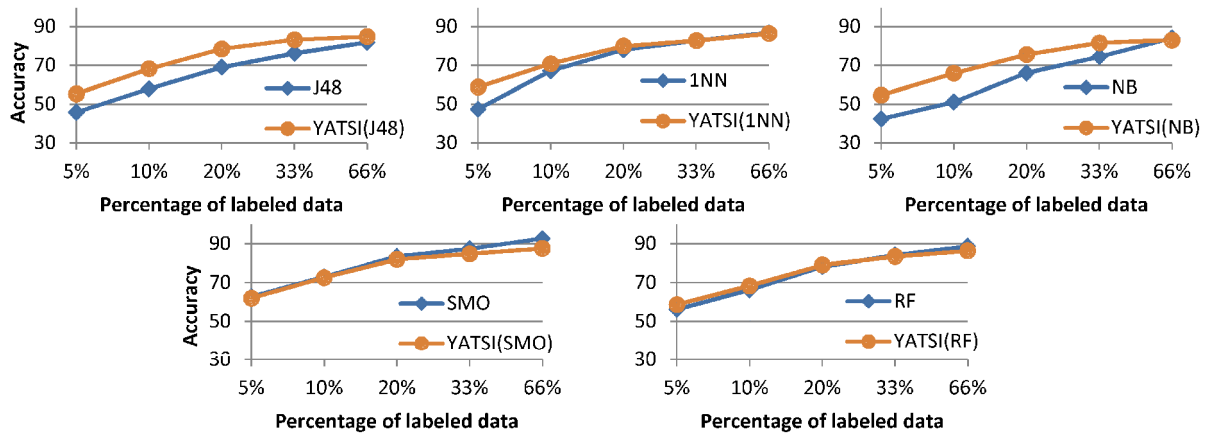 Accuracy
90
70
50
30
J48
YATSI(J48)
5% 10% 20% 33% 66%
Percentage of labeled data
90
70
50
30
1NN
YATSI(1NN)
5% 10% 20% 33% 66%
Percentage of labeled data
90
70
50
30
NB
YATSI(NB)
5% 10% 20% 33% 66%
Percentage of labeled data
Accuracy
90
70
50
30
SMO
YATSI(SMO)
5% 10% 20% 33% 66%
Percentage of labeled data
90
70
50
30
RF
YATSI(RF)
5% 10% 20% 33% 66%
Percentage of labeled data